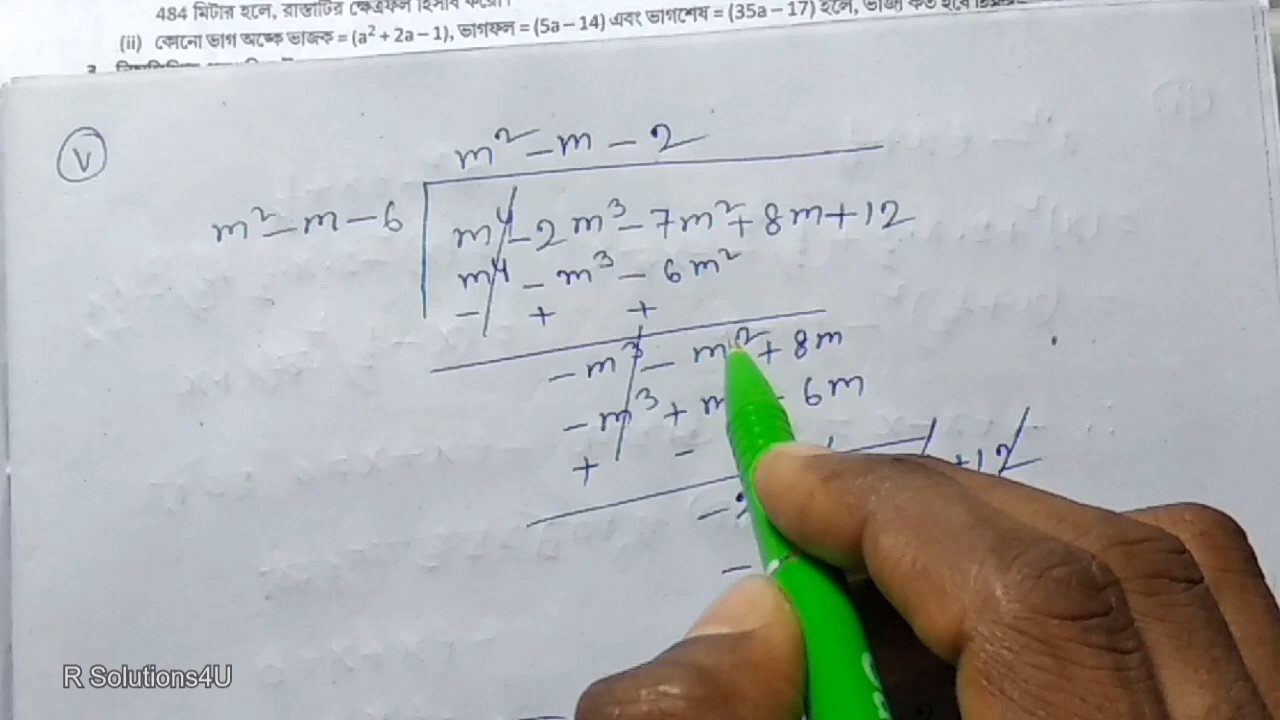 484 মিটার হলে, রাস্তাটির ক্ষেত্রফল হিসাব করো।
(ii) কোনো ভাগ অঙ্কে ভাজক = (a² + 2a – 1), ভাগফল = (5a – 14) এবং ভাগশেষ = (35a – 17) হলে, ভাজ্য কত হবে
V
m² - m - 2
m² - m - 6 m⁴ - 2m³ - 7m² + 8m + 12
m⁴ - m³ - 6m²
- + +
- m³ - m² + 8m
- m³ + m 6m
+ -
- +12
-
R Solutions4U